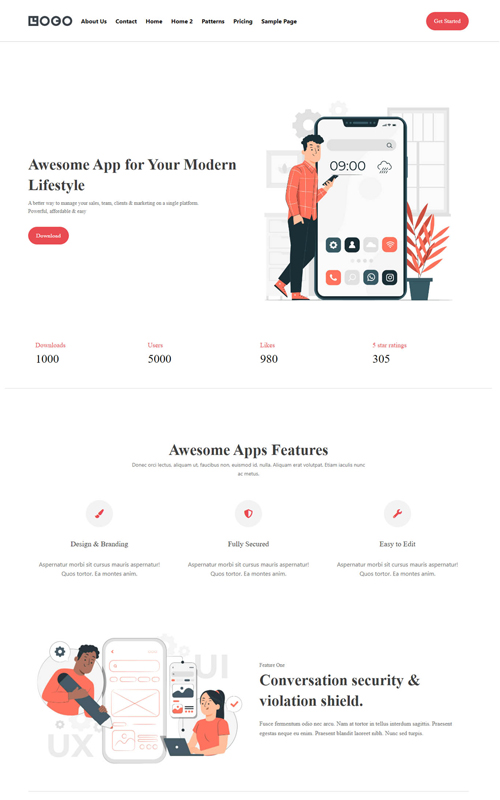 LOGO About Us Contact Home Home 2 Patterns Pricing Sample Page Get Started
09:00
Awesome App for Your Modern
Lifestyle
A better way to manage your sales, team, clients & marketing on a single platform.
Powerful, affordable & easy
Download
Downloads Users Likes 5 star ratings
1000 5000 980 305
Awesome Apps Features
Donec orci lectus, aliquam ut, faucibus non, euismod id, nulla. Aliquam erat volutpat. Etiam iaculis nunc
ac metus.
Design & Branding Fully Secured Easy to Edit
Aspernatur morbi sit cursus mauris aspernatur! Aspernatur morbi sit cursus mauris aspernatur! Aspernatur morbi sit cursus mauris aspernatur!
Quos tortor. Ea montes anim. Quos tortor. Ea montes anim. Quos tortor. Ea montes anim.
UI
UX
Feature One
Conversation security &
violation shield.
Fusce fermentum odio nec arcu. Nam at tortor in tellus interdum sagittis. Praesent
egestas neque eu enim. Praesent blandit laoreet nibh. Nunc sed turpis